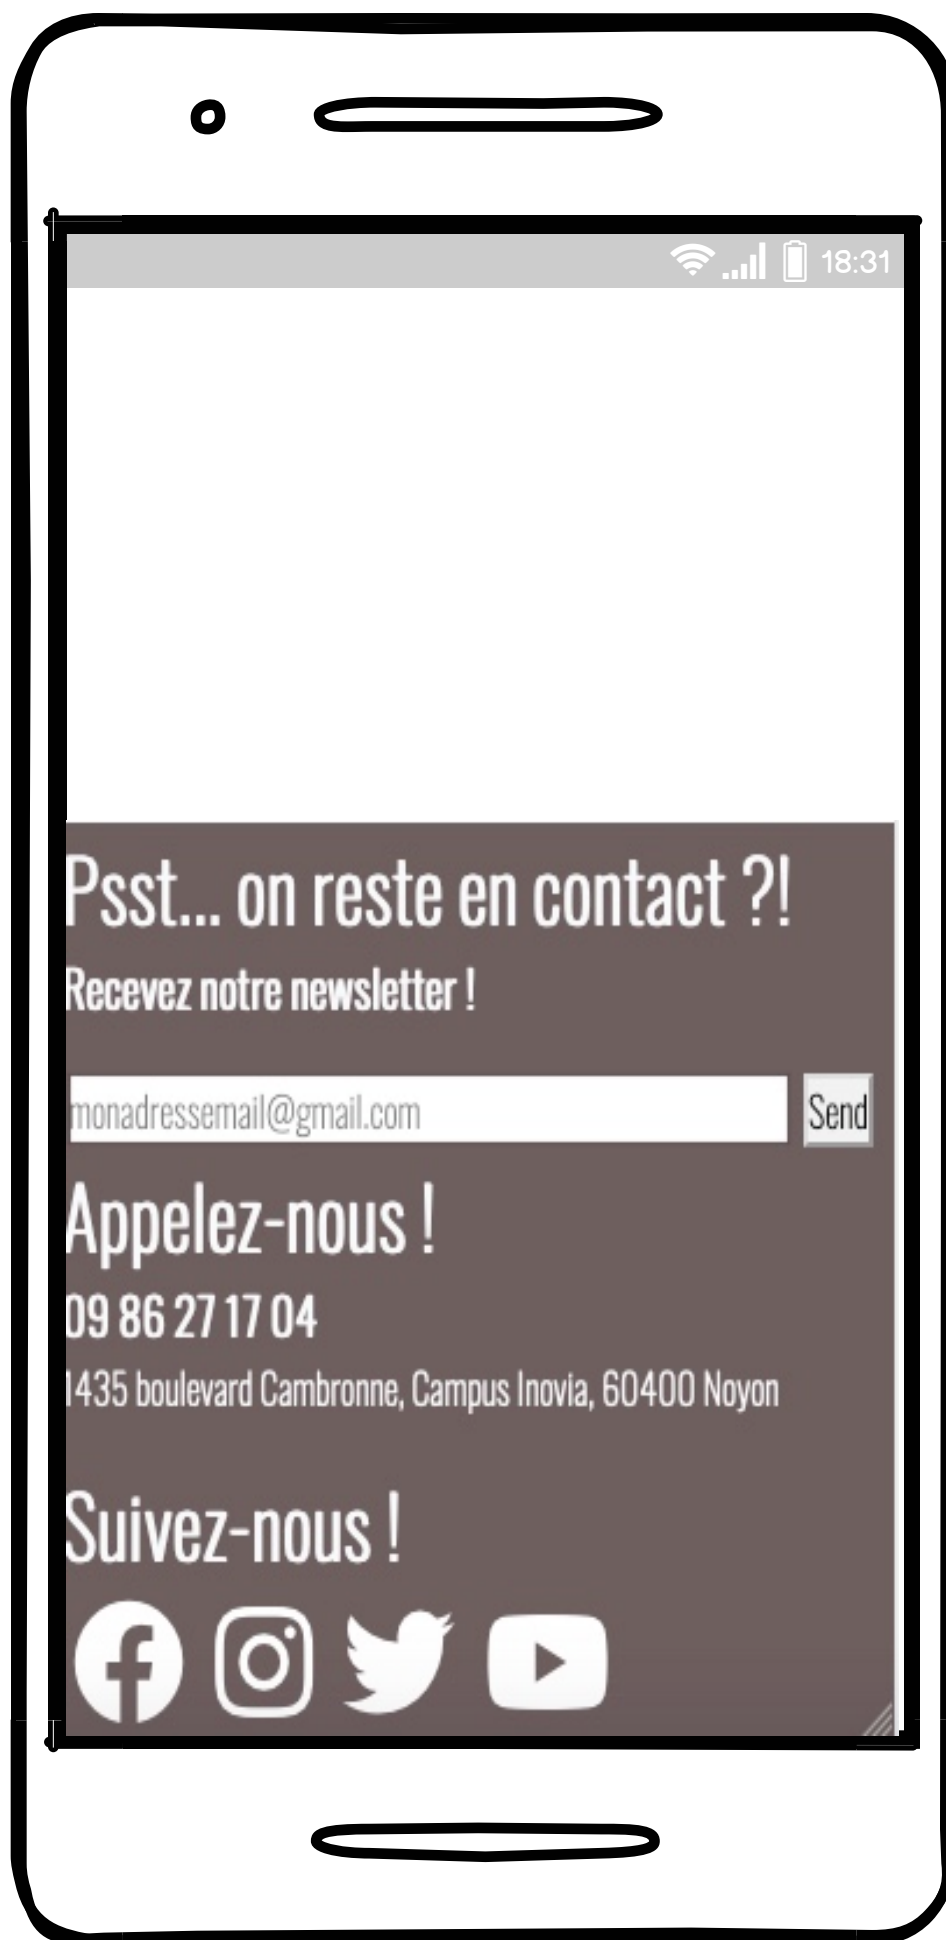 18:31
Psst... on reste en contact ?!
Recevez notre newsletter !
monadressemail@gmail.com Send
Appelez-nous !
09 86 27 17 04
1435 boulevard Cambronne, Campus Inovia, 60400 Noyon
Suivez-nous !